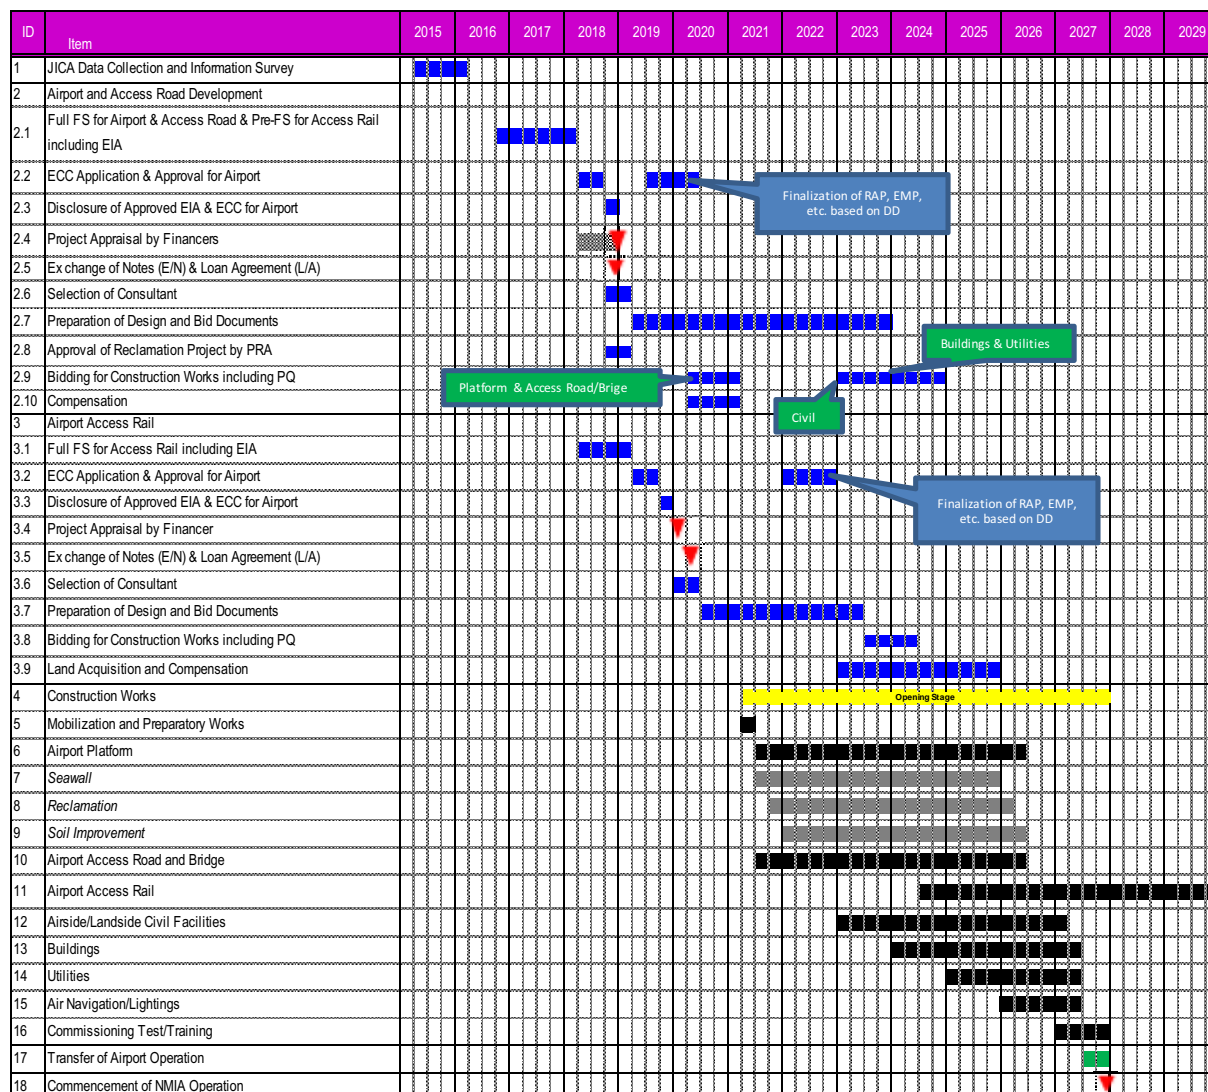 ID Item 2015 2016 2017 2018 2019 2020 2021 2022 2023 2024 2025 2026 2027 2028 2029
1 JICA Data Collection and Information Survey
2 Airport and Access Road Development
2.1 Full FS for Airport & Access Road & Pre-FS for Access Rail
including EIA
2.2 ECC Application & Approval for Airport
Finalization of RAP, EMP,
etc. based on DD
2.3 Disclosure of Approved EIA & ECC for Airport
2.4 Project Appraisal by Financers
2.5 Ex change of Notes (E/N) & Loan Agreement (L/A)
2.6 Selection of Consultant
2.7 Preparation of Design and Bid Documents
Buildings & Utilities
2.8 Approval of Reclamation Project by PRA
2.9 Bidding for Construction Works including PQ
Platform & Access Road/Brige
2.10 Compensation
Civil
3 Airport Access Rail
3.1 Full FS for Access Rail including EIA
3.2 ECC Application & Approval for Airport
Finalization of RAP, EMP,
etc. based on DD
3.3 Disclosure of Approved EIA & ECC for Airport
3.4 Project Appraisal by Financer
3.5 Ex change of Notes (E/N) & Loan Agreement (L/A)
3.6 Selection of Consultant
3.7 Preparation of Design and Bid Documents
3.8 Bidding for Construction Works including PQ
3.9 Land Acquisition and Compensation
4 Construction Works Opening Stage
5 Mobilization and Preparatory Works
6 Airport Platform
7 Seawall
8 Reclamation
9 Soil Improvement
10 Airport Access Road and Bridge
11 Airport Access Rail
12 Airside/Landside Civil Facilities
13 Buildings
14 Utilities
15 Air Navigation/Lightings
16 Commissioning Test/Training
17 Transfer of Airport Operation
18 Commencement of NMIA Operation